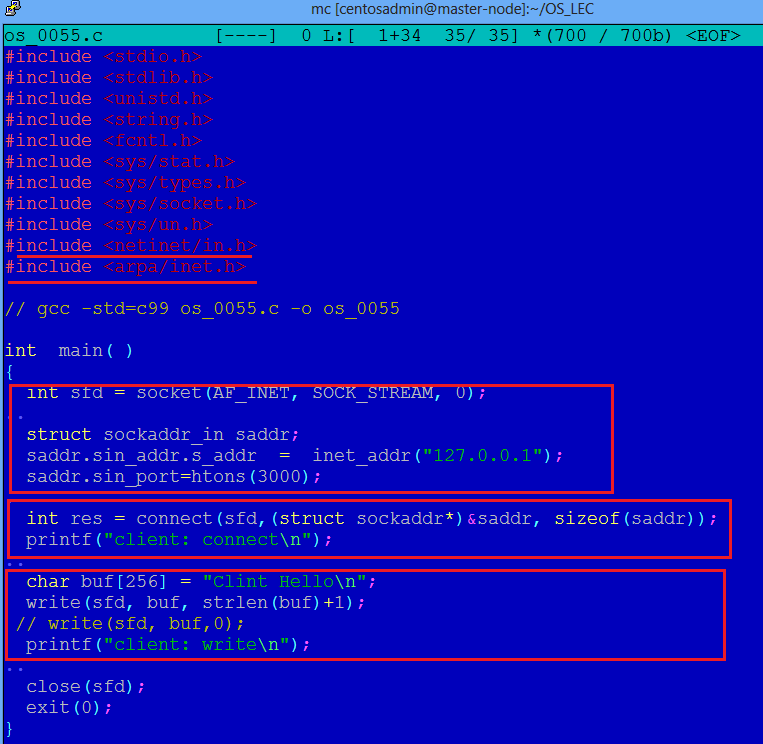 mc [centosadmin@master-node]:~/OS_LEC
os_0055.c [----] 0 L:[ 1+34 35/ 35] *(700 / 700b) <EOF>
#include <stdio.h>
#include <stdlib.h>
#include <unistd.h>
#include <string.h>
#include <fcntl.h>
#include <sys/stat.h>
#include <sys/types.h>
#include <sys/socket.h>
#include <sys/un.h>
#include <netinet/in.h>
#include <arpa/inet.h>
// gcc -std=c99 os_0055.c -o os_0055
int  main( )
{
  int sfd = socket(AF_INET, SOCK_STREAM, 0);
..
  struct sockaddr_in saddr;
  saddr.sin_addr.s_addr  =  inet_addr("127.0.0.1");
  saddr.sin_port=htons(3000);
  int res = connect(sfd,(struct sockaddr*)&saddr, sizeof(saddr));
  printf("client: connect\n");
..
  char buf[256] = "Clint Hello\n";
  write(sfd, buf, strlen(buf)+1);
 // write(sfd, buf,0);
  printf("client: write\n");
..
  close(sfd);
  exit(0);
}